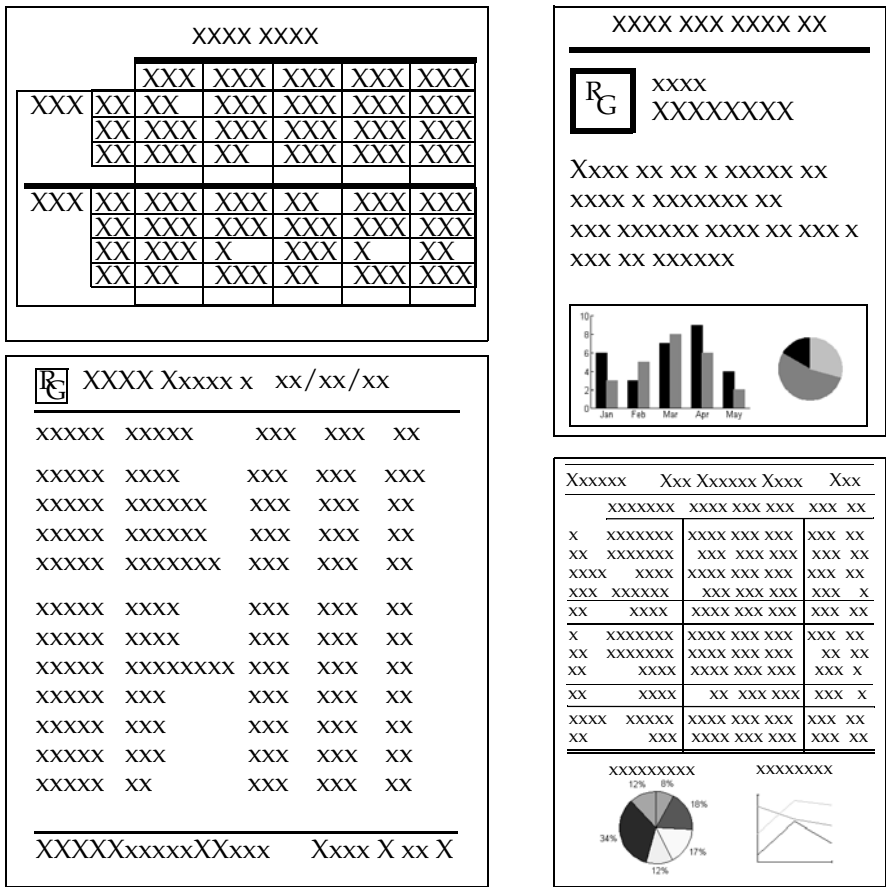 XXXX XXXX
XXX XXX XXX XXX XXX
XXX XX XX XXX XXX XXX XXX
XX XXX XXX XXX XXX XXX
XX XXX XX XXX XXX XXX
XXX XX XXX XXX XX XXX XXX
XX XXX XXX XXX XXX XXX
XX XXX X XXX X XX
XX XX XXX XX XXX XXX
RG XXXX Xxxxx x xx/xx/xx
xxxxx xxxxx xxx xxx xx
xxxxx xxxx xxx xxx xxx
xxxxx xxxxxx xxx xxx xx
xxxxx xxxxxx xxx xxx xx
xxxxx xxxxxxx xxx xxx xx
xxxxx xxxx xxx xxx xx
xxxxx xxxx xxx xxx xx
xxxxx xxxxxxxx xxx xxx xx
xxxxx xxx xxx xxx xx
xxxxx xxx xxx xxx xx
xxxxx xxx xxx xxx xx
xxxxx xx xxx xxx xx
XXXXXxxxxxXXxxx Xxxx X xx X
XXXX XXX XXXX XX
RG
xxxx
XXXXXXXX
Xxxx xx xx x xxxxx xx
xxxx x xxxxxxx xx
xxx xxxxxx xxxx xx xxx x
xxx xx xxxxxx
10
8
6
4
2
0
Jan Feb Mar Apr May
Xxxxxx Xxx Xxxxxx Xxxx Xxx
xxxxxxx xxxx xxx xxx xxx xx
x xxxxxxx xxxx xxx xxx xxx xx
xx xxxxxxx xxx xxx xxx xxx xx
xxxx xxxx xxxx xxx xxx xxx xx
xxx xxxxxx xxx xxx xxx xxx x
xx xxxx xxxx xxx xxx xxx xx
x xxxxxxx xxxx xxx xxx xxx xx
xx xxxxxxx xxxx xxx xxx xx xx
xx xxxx xxxx xxx xxx xxx x
xx xxxx xx xxx xxx xxx x
xxxx xxxxx xxxx xxx xxx xxx xx
xx xxx xxxx xxx xxx xxx xx
xxxxxxxxx xxxxxxxx
12% 8%
18%
34%
17%
12%